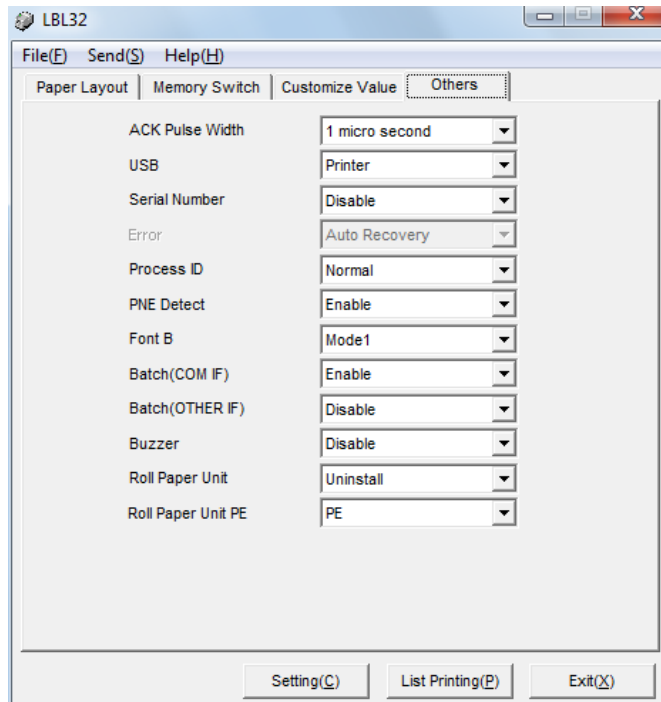 LBL32
File(F) Send(S) Help(H)
Paper Layout Memory Switch Customize Value Others
ACK Pulse Width 1 micro second
USB Printer
Serial Number Disable
Error Auto Recovery
Process ID Normal
PNE Detect Enable
Font B Mode1
Batch(COM IF) Enable
Batch(OTHER IF) Disable
Buzzer Disable
Roll Paper Unit Uninstall
Roll Paper Unit PE PE
Setting(C) List Printing(P) Exit(X)